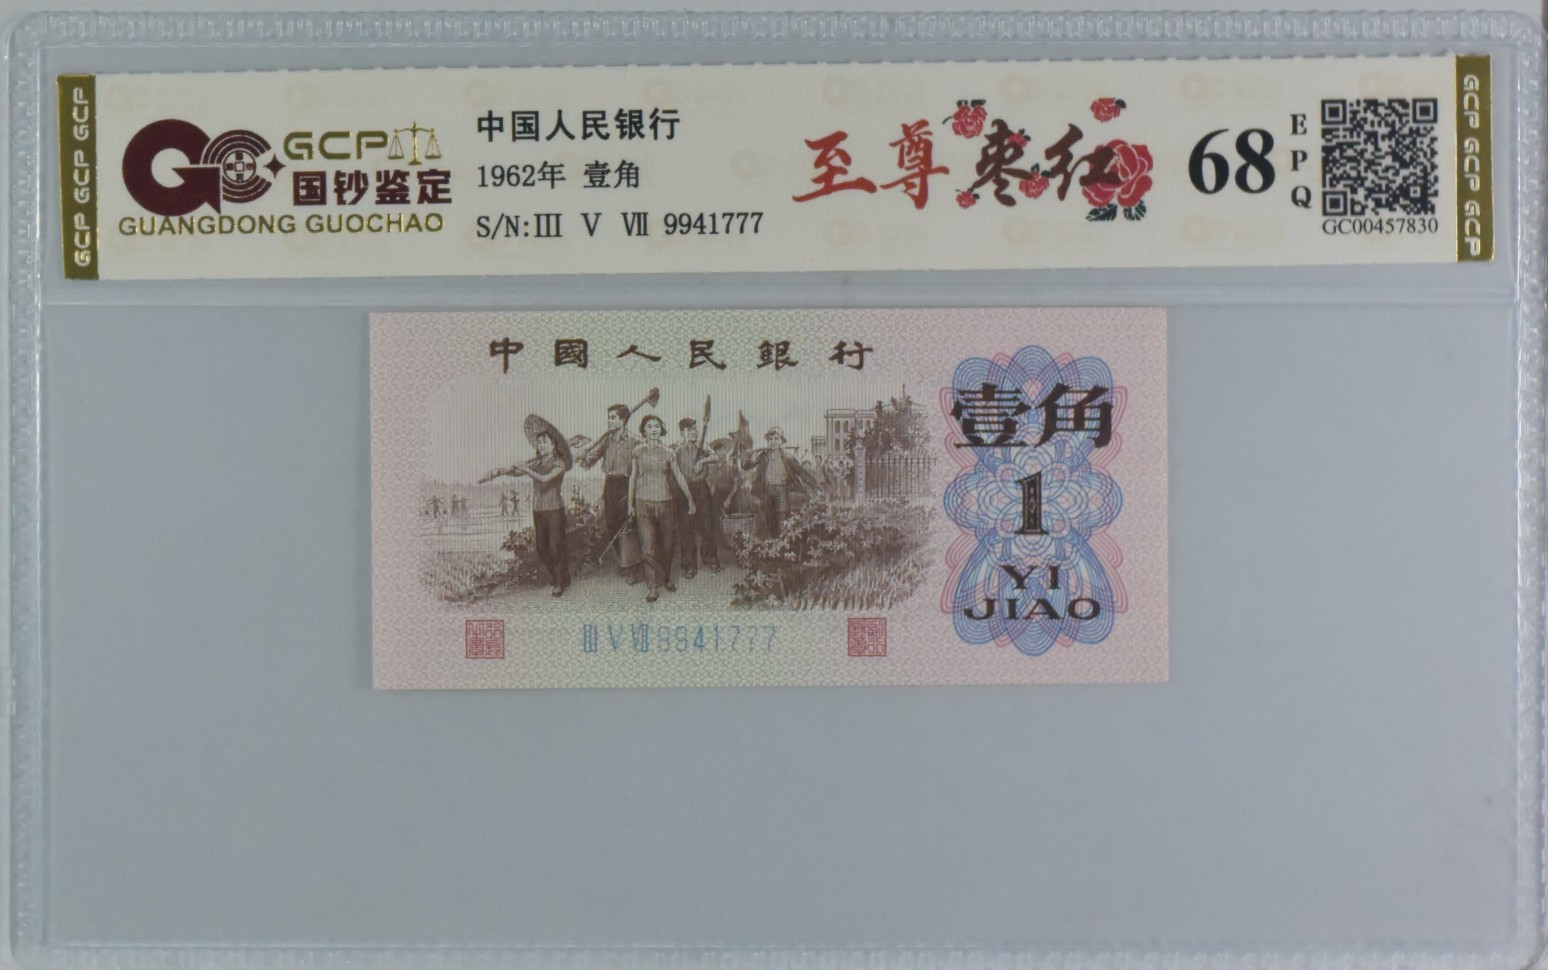 GCP GCP GCP
GCP
国钞鉴定
GUANGDONG GUOCHAO
中国人民银行
1962年 壹角
S/N:III V VII 9941777
至尊枣红
68
EPQ
GC00457830
GCP GCP GCP
中國人民銀行
壹角
1
YI
JIAO
III V VII 9941777